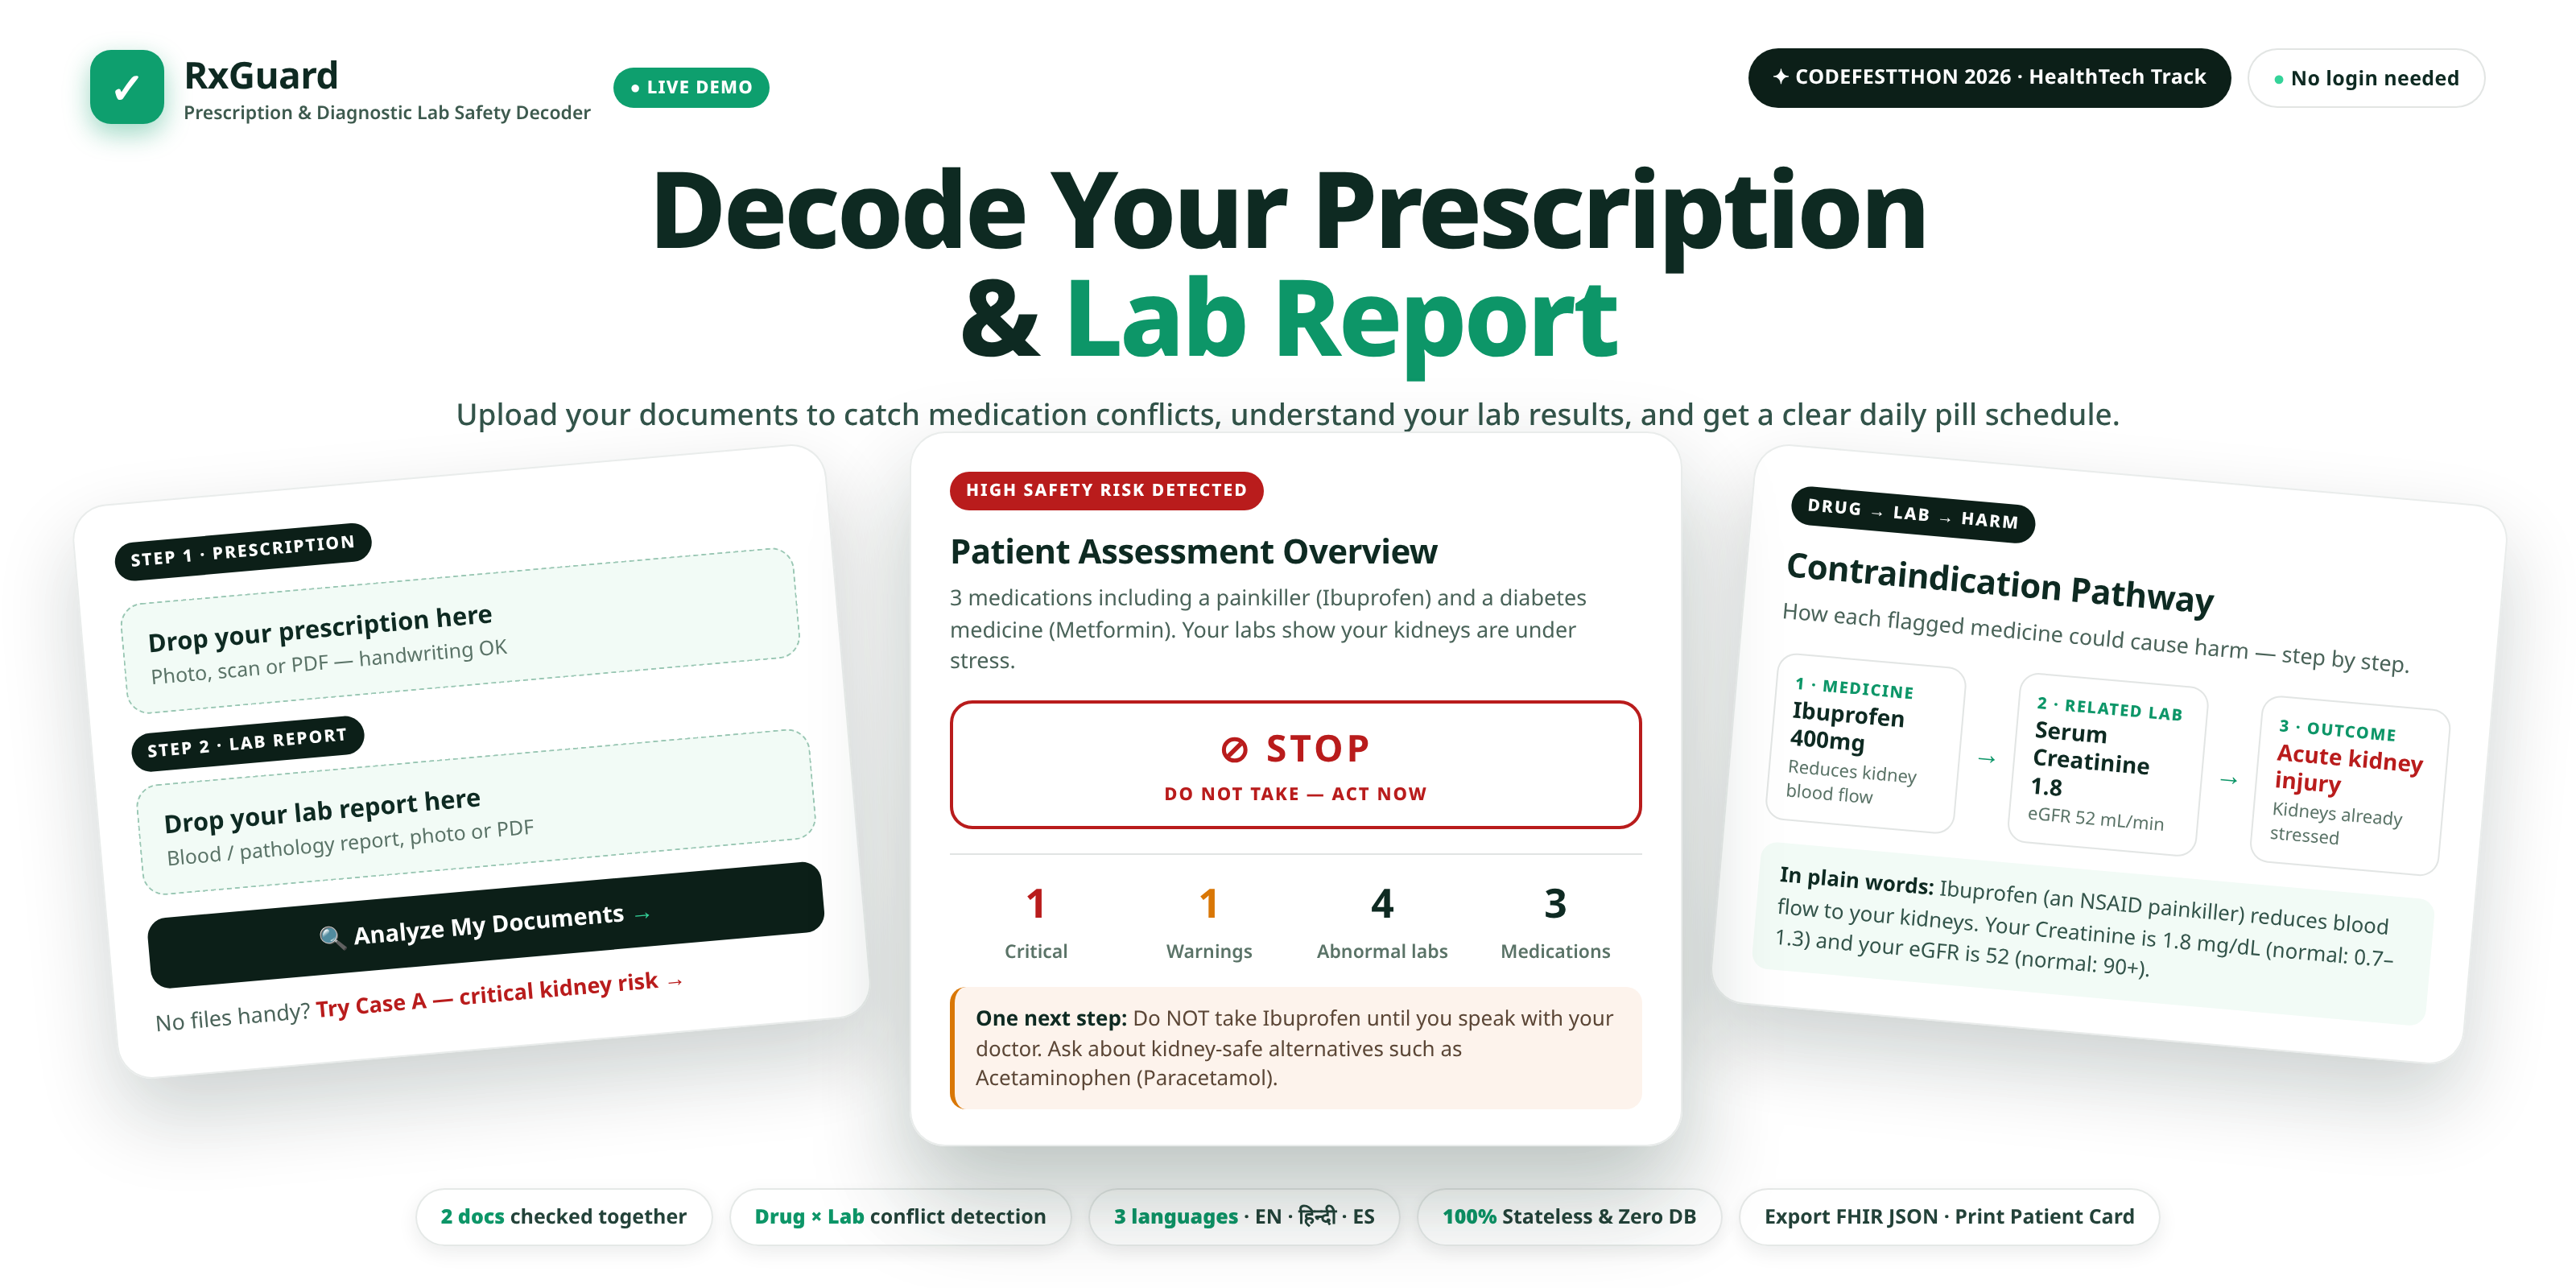 ✓ RxGuard
Prescription & Diagnostic Lab Safety Decoder
● LIVE DEMO
✦ CODEFESTTHON 2026 · HealthTech Track
● No login needed
Decode Your Prescription
& Lab Report
Upload your documents to catch medication conflicts, understand your lab results, and get a clear daily pill schedule.
STEP 1 · PRESCRIPTION
Drop your prescription here
Photo, scan or PDF — handwriting OK
STEP 2 · LAB REPORT
Drop your lab report here
Blood / pathology report, photo or PDF
🔍 Analyze My Documents →
No files handy? Try Case A — critical kidney risk →
HIGH SAFETY RISK DETECTED
Patient Assessment Overview
3 medications including a painkiller (Ibuprofen) and a diabetes
medicine (Metformin). Your labs show your kidneys are under
stress.
⊘ STOP
DO NOT TAKE — ACT NOW
1
Critical
1
Warnings
4
Abnormal labs
3
Medications
One next step: Do NOT take Ibuprofen until you speak with your
doctor. Ask about kidney-safe alternatives such as
Acetaminophen (Paracetamol).
DRUG → LAB → HARM
Contraindication Pathway
How each flagged medicine could cause harm — step by step.
1 · MEDICINE
Ibuprofen
400mg
Reduces kidney
blood flow
→
2 · RELATED LAB
Serum
Creatinine
1.8
eGFR 52 mL/min
→
3 · OUTCOME
Acute kidney
injury
Kidneys already
stressed
In plain words: Ibuprofen (an NSAID painkiller) reduces blood
flow to your kidneys. Your Creatinine is 1.8 mg/dL (normal: 0.7–
1.3) and your eGFR is 52 (normal: 90+).
2 docs checked together
Drug × Lab conflict detection
3 languages · EN · हिन्दी · ES
100% Stateless & Zero DB
Export FHIR JSON · Print Patient Card